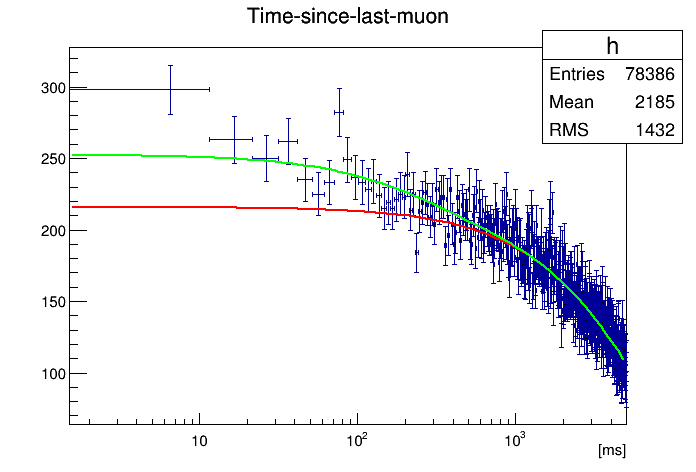 Time-since-last-muon
h
Entries 78386
Mean 2185
RMS 1432
300
250
200
150
100
10
10²
10³
[ms]